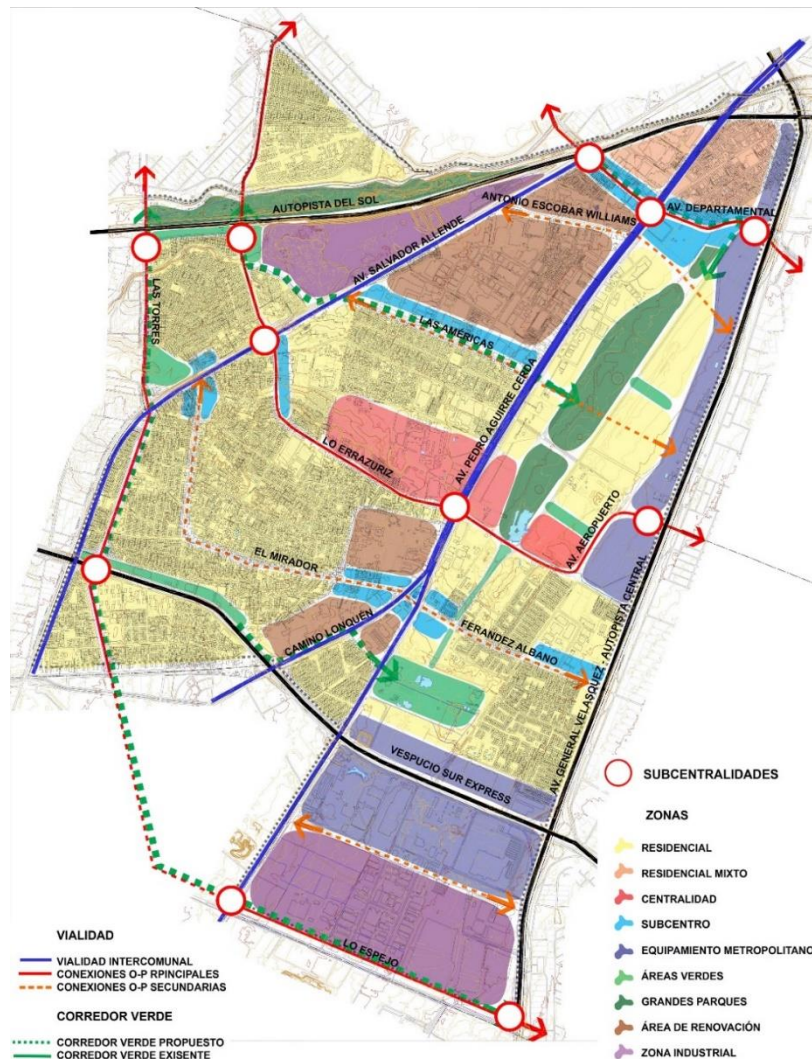 AUTOPISTA DEL SOL
ANTONIO ESCOBAR WILLIAMS
AV. DEPARTAMENTAL
AV. SALVADOR ALLENDE
LAS TORRES
LAS AMÉRICAS
AV. PEDRO AGUIRRE CERDA
LO ERRAZURIZ
AV. AEROPUERTO
EL MIRADOR
CAMINO LONQUÉN
FERANDEZ ALBANO
AV. GENERAL VELASQUEZ - AUTOPISTA CENTRAL
VESPUCIO SUR EXPRESS
LO ESPEJO
SUBCENTRALIDADES
ZONAS
RESIDENCIAL
RESIDENCIAL MIXTO
CENTRALIDAD
SUBCENTRO
EQUIPAMIENTO METROPOLITANO
ÁREAS VERDES
GRANDES PARQUES
ÁREA DE RENOVACIÓN
ZONA INDUSTRIAL
VIALIDAD
VIALIDAD INTERCOMUNAL
CONEXIONES O-P RPINCIPALES
CONEXIONES O-P SECUNDARIAS
CORREDOR VERDE
CORREDOR VERDE PROPUESTO
CORREDOR VERDE EXISENTE